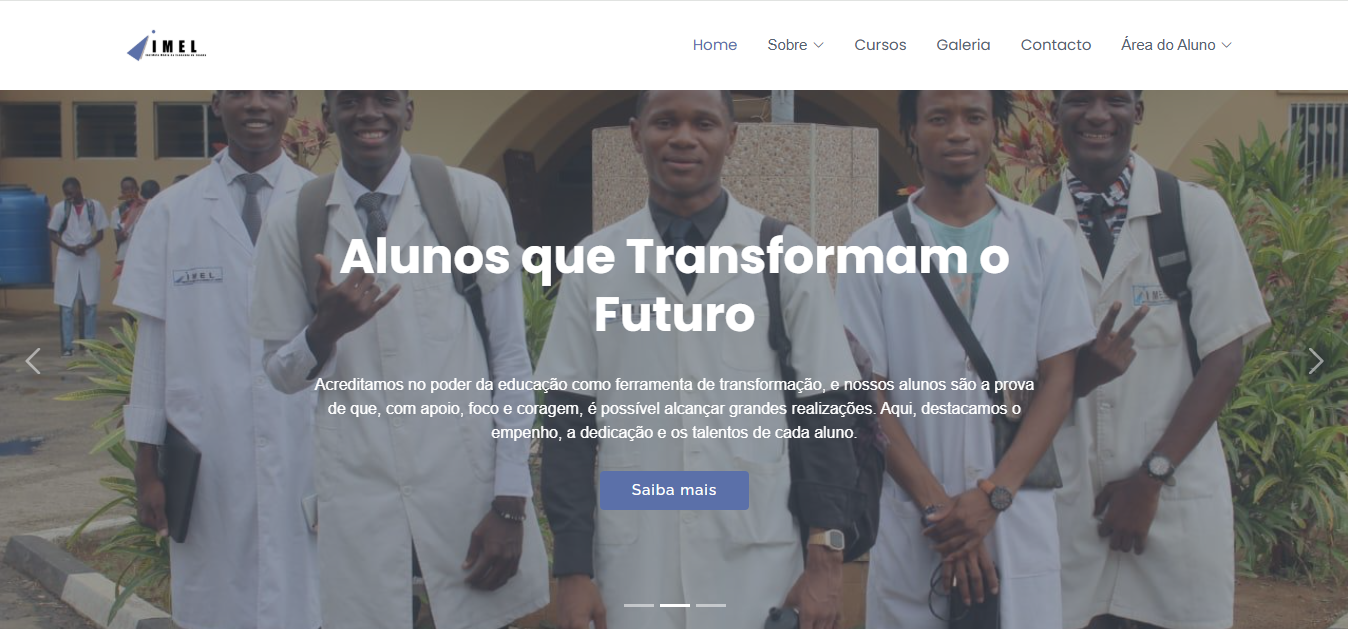 IMEL
Home
Sobre
Cursos
Galeria
Contacto
Área do Aluno
Alunos que Transformam o
Futuro
Acreditamos no poder da educação como ferramenta de transformação, e nossos alunos são a prova
de que, com apoio, foco e coragem, é possível alcançar grandes realizações. Aqui, destacamos o
empenho, a dedicação e os talentos de cada aluno.
Saiba mais
IMEL
IMEL